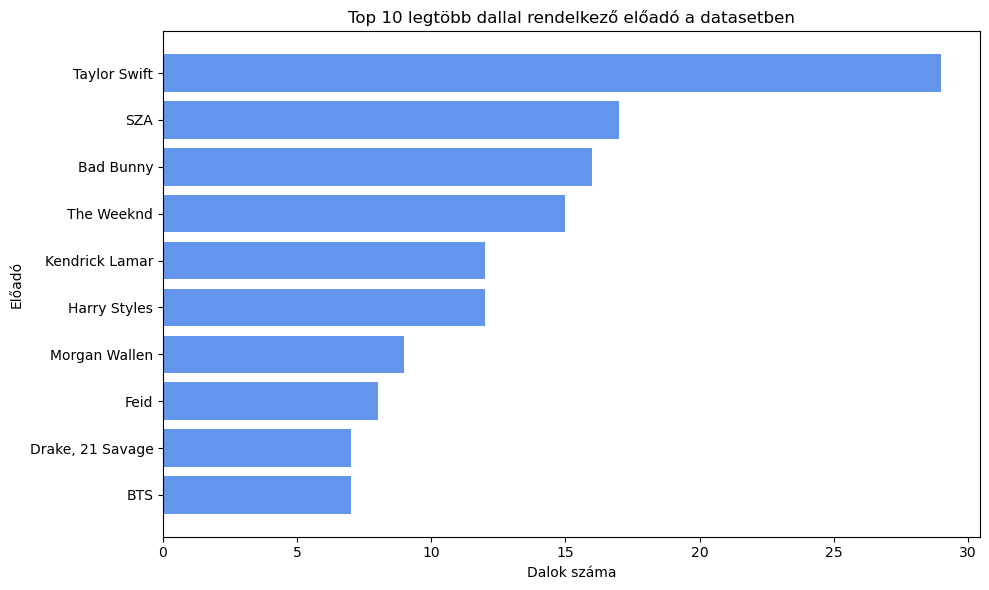 Top 10 legtöbb dallal rendelkező előadó a datasetben
Előadó
Taylor Swift
SZA
Bad Bunny
The Weeknd
Kendrick Lamar
Harry Styles
Morgan Wallen
Feid
Drake, 21 Savage
BTS
0 5 10 15 20 25 30
Dalok száma